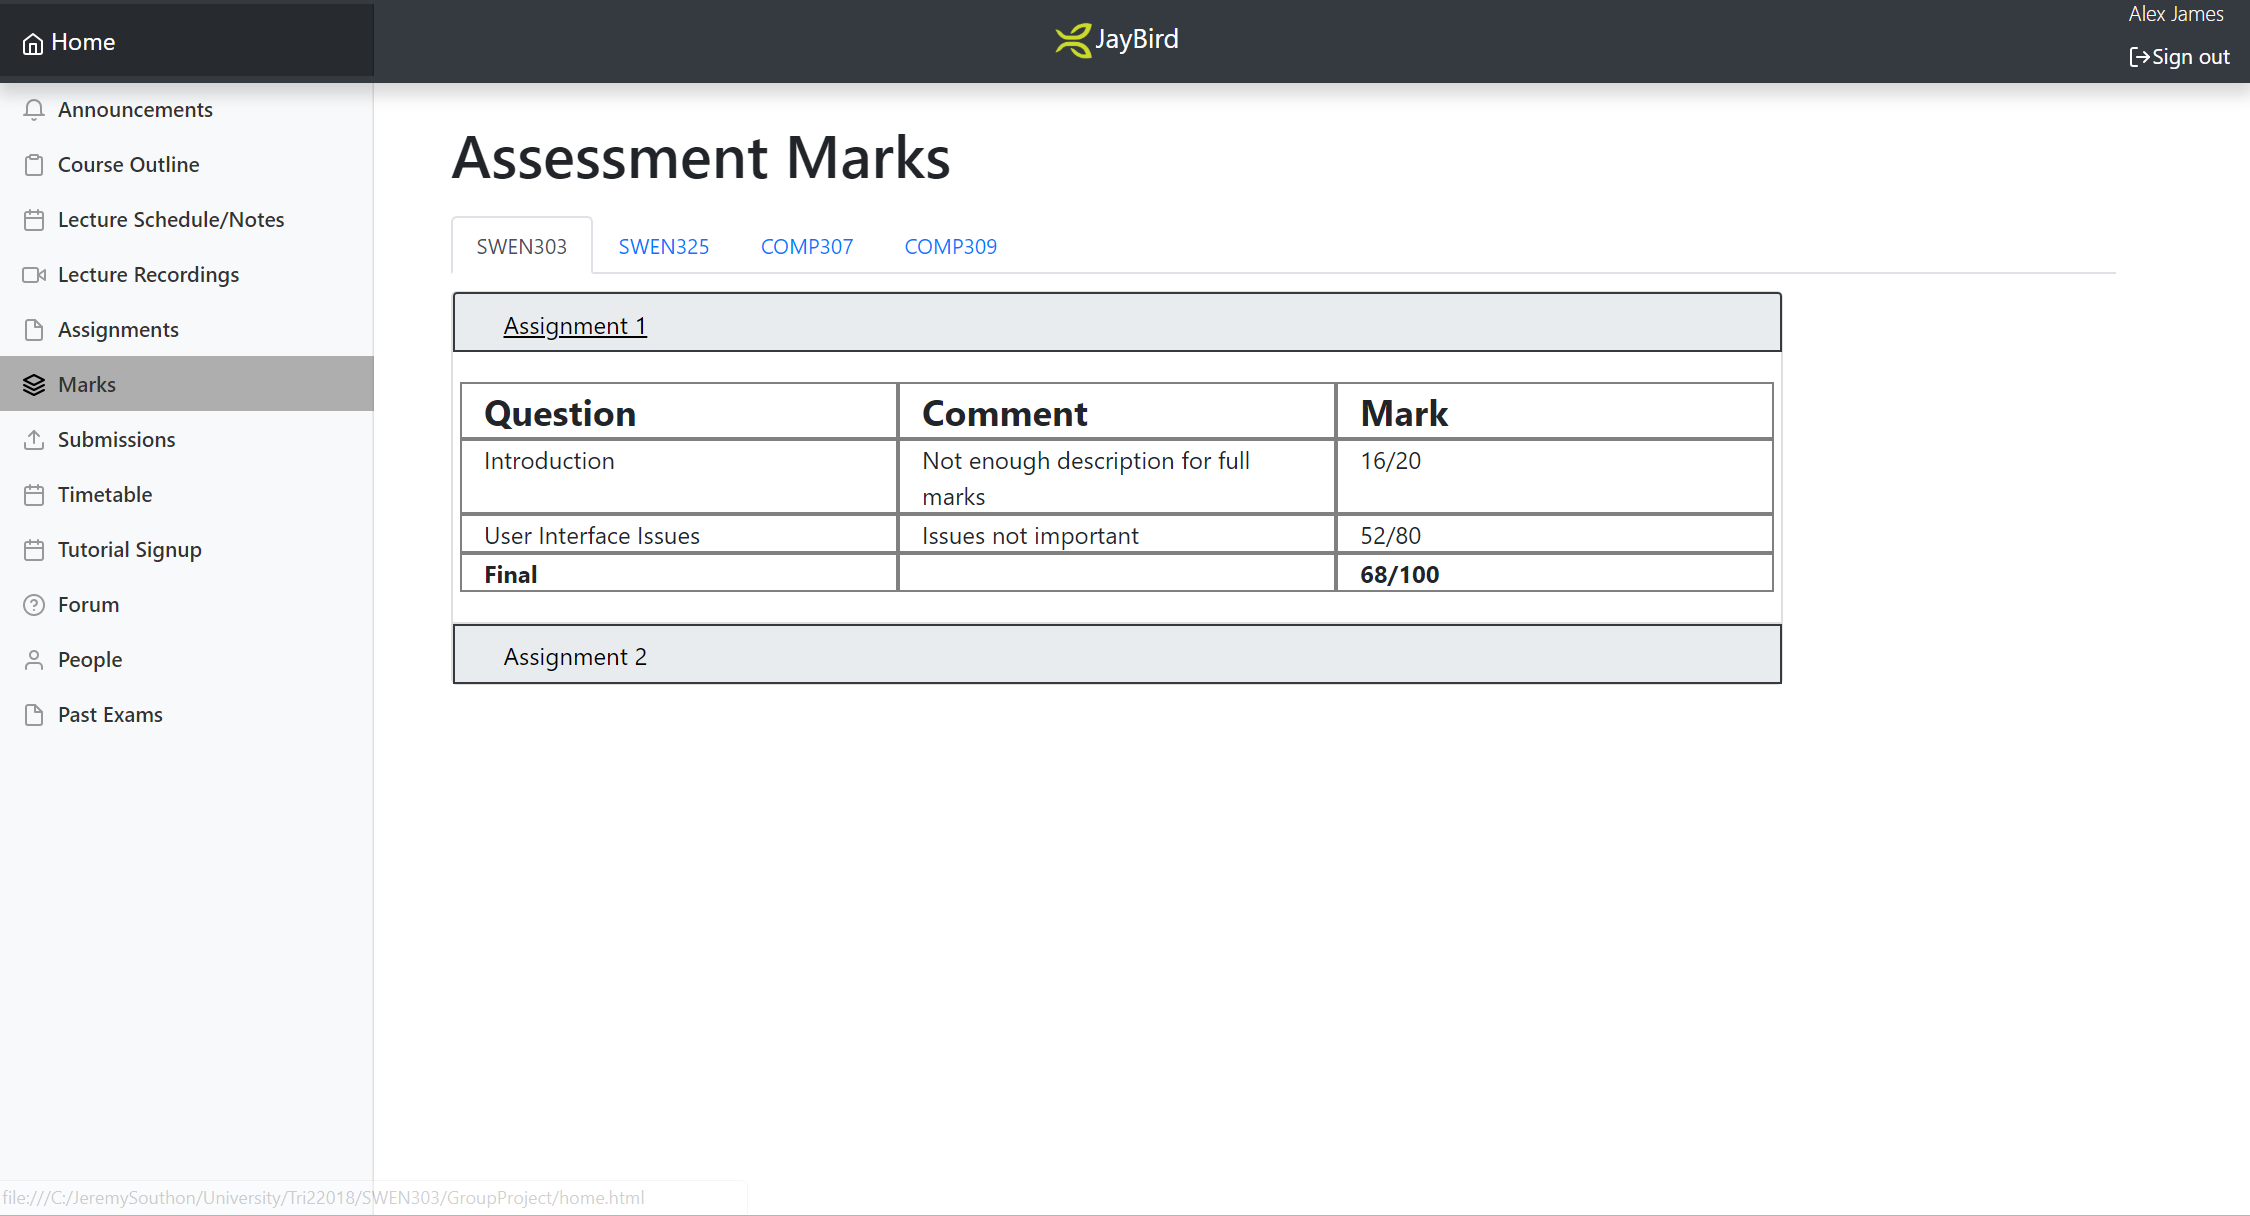 Home
JayBird
Alex James
Sign out
Announcements
Course Outline
Lecture Schedule/Notes
Lecture Recordings
Assignments
Marks
Submissions
Timetable
Tutorial Signup
Forum
People
Past Exams
Assessment Marks
SWEN303 SWEN325 COMP307 COMP309
Assignment 1
Question Comment Mark
Introduction Not enough description for full 16/20
marks
User Interface Issues Issues not important 52/80
Final 68/100
Assignment 2
file:///C:/JeremySouthon/University/Tri22018/SWEN303/GroupProject/home.html